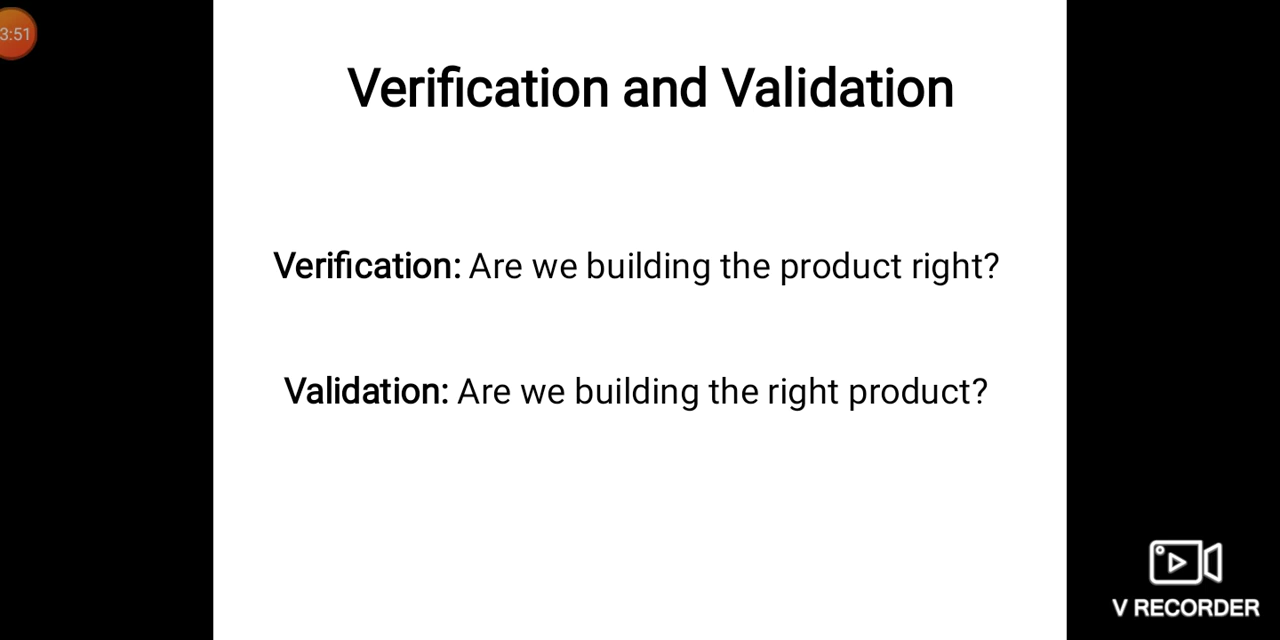 3:51
Verification and Validation
Verification: Are we building the product right?
Validation: Are we building the right product?
V RECORDER